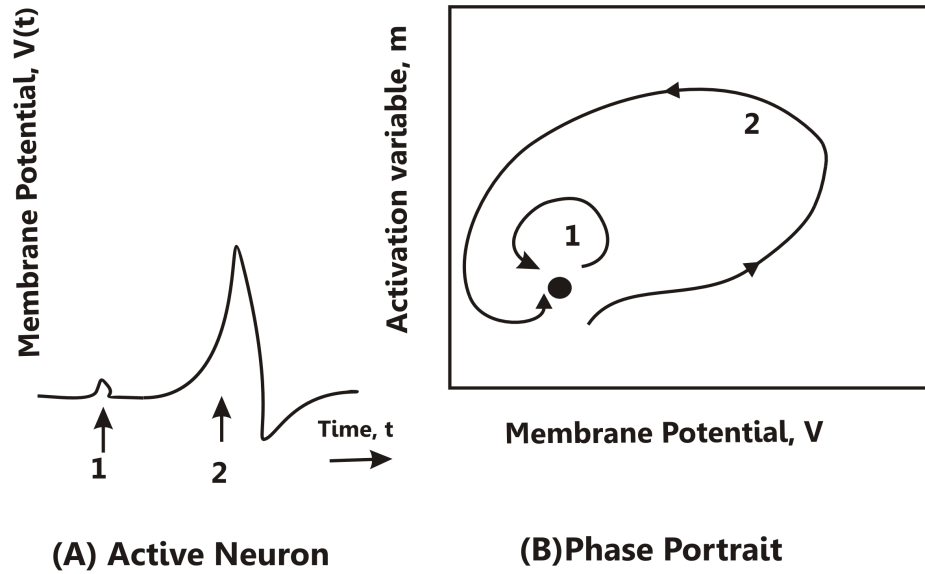 Membrane Potential, V(t)
1
2
Time, t
(A) Active Neuron
Activation variable, m
1
2
Membrane Potential, V
(B)Phase Portrait